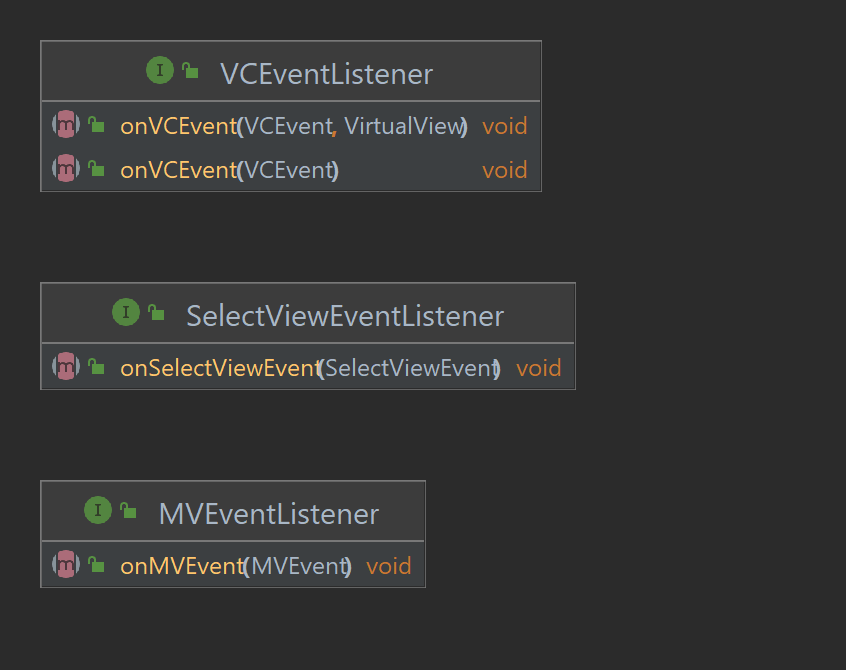 I VCEventListener
m onVCEvent(VCEvent, VirtualView) void
m onVCEvent(VCEvent) void
I SelectViewEventListener
m onSelectViewEvent(SelectViewEvent) void
I MVEventListener
m onMVEvent(MVEvent) void